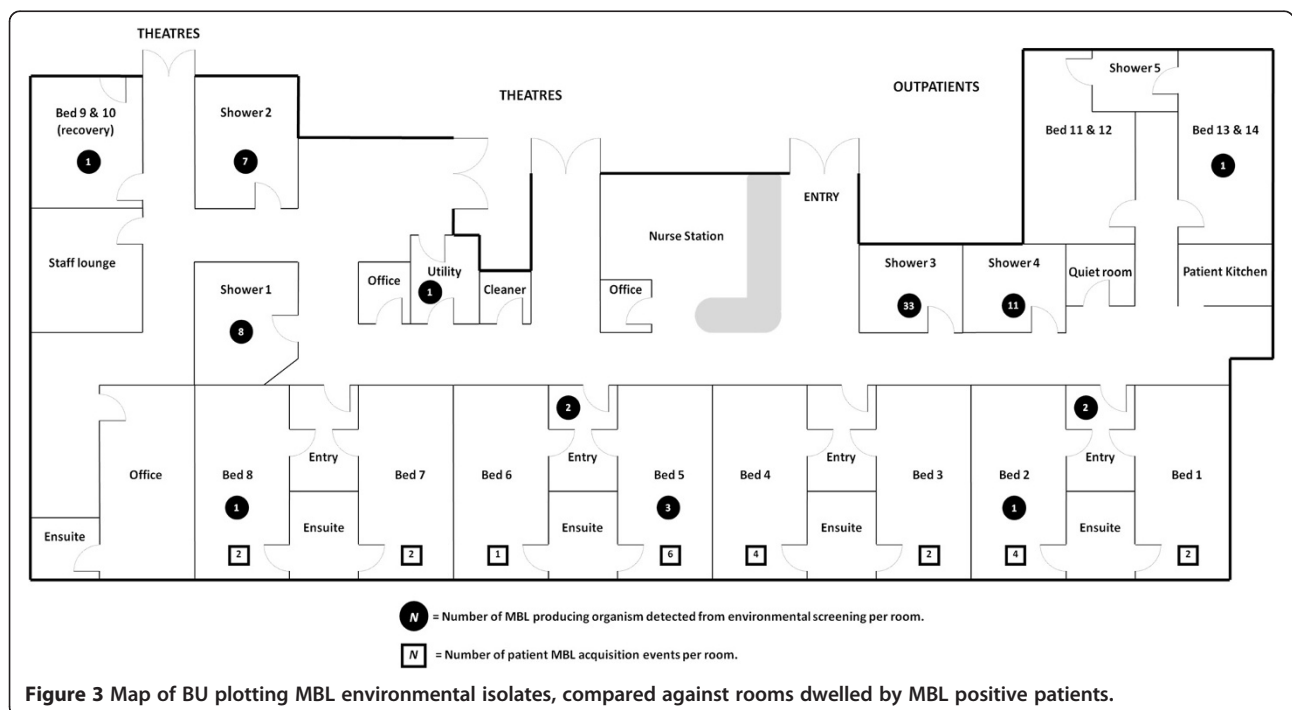 THEATRES
Shower 5
OUTPATIENTS
THEATRES
Bed 9 & 10
(recovery)
Shower 2
Bed 11 & 12
Bed 13 & 14
1
7
1
ENTRY
Nurse Station
Staff lounge
Shower 3
Shower 4
Quiet room
Patient Kitchen
Office
Utility
Cleaner
Office
Shower 1
1
33
11
8
2
2
Entry
Entry
Entry
Entry
Office
Bed 8
Bed 7
Bed 6
Bed 5
Bed 4
Bed 3
Bed 2
Bed 1
1
3
1
Ensuite
Ensuite
Ensuite
Ensuite
Ensuite
2
2
1
6
4
2
4
2
N = Number of MBL producing organism detected from environmental screening per room.
N = Number of patient MBL acquisition events per room.
Figure 3 Map of BU plotting MBL environmental isolates, compared against rooms dwelled by MBL positive patients.